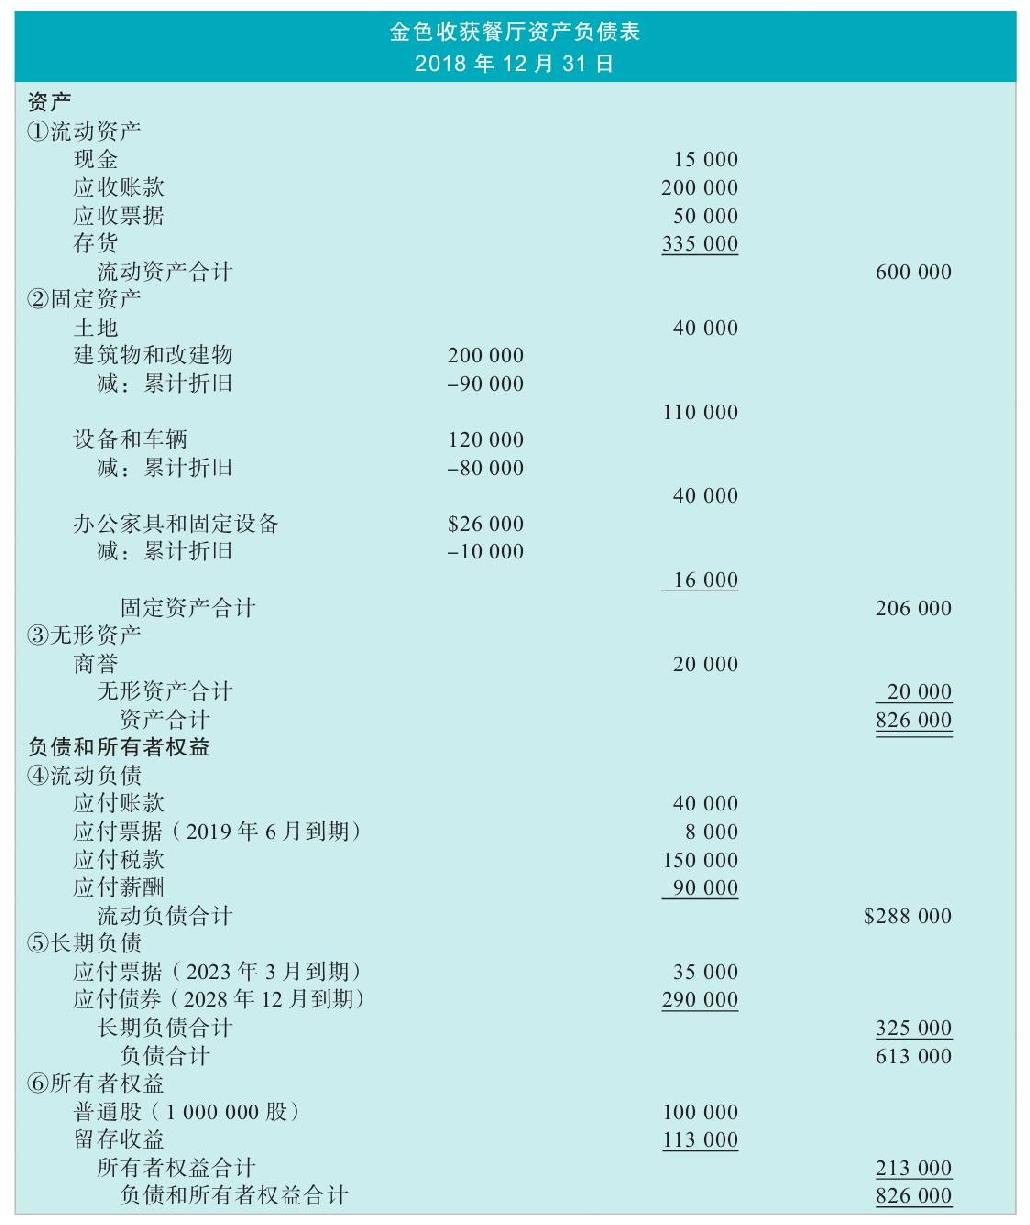 金色收获餐厅资产负债表
2018 年 12 月 31 日
资产
①流动资产
现金 15 000
应收账款 200 000
应收票据 50 000
存货 335 000
流动资产合计 600 000
②固定资产
土地 40 000
建筑物和改建物 200 000
减：累计折旧 –90 000
110 000
设备和车辆 120 000
减：累计折旧 –80 000
40 000
办公家具和固定设备 $26 000
减：累计折旧 –10 000
16 000
固定资产合计 206 000
③无形资产
商誉 20 000
无形资产合计 20 000
资产合计 826 000
负债和所有者权益
④流动负债
应付账款 40 000
应付票据（2019 年 6 月到期） 8 000
应付税款 150 000
应付薪酬 90 000
流动负债合计 $288 000
⑤长期负债
应付票据（2023 年 3 月到期） 35 000
应付债券（2028 年 12 月到期） 290 000
长期负债合计 325 000
负债合计 613 000
⑥所有者权益
普通股（1 000 000 股） 100 000
留存收益 113 000
所有者权益合计 213 000
负债和所有者权益合计 826 000